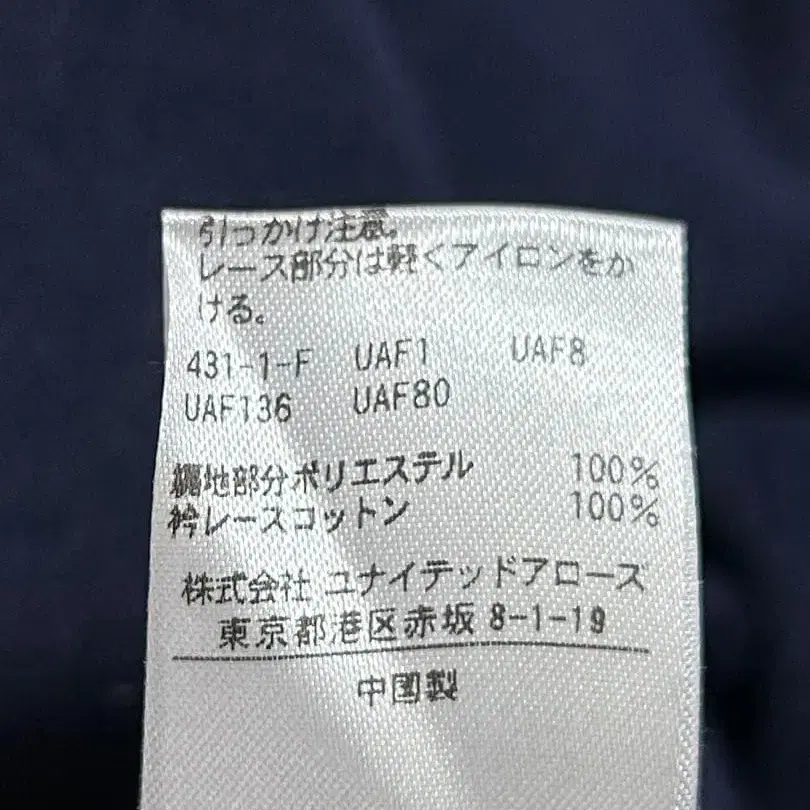 引っかけ注意。
レース部分は軽くアイロンをか
ける。
431-1-F UAF1 UAF8
UAF136 UAF80
織地部分ポリエステル 100%
衿レースコットン 100%
株式会社 ユナイテッドアローズ
東京都港区赤坂 8-1-19
中国製